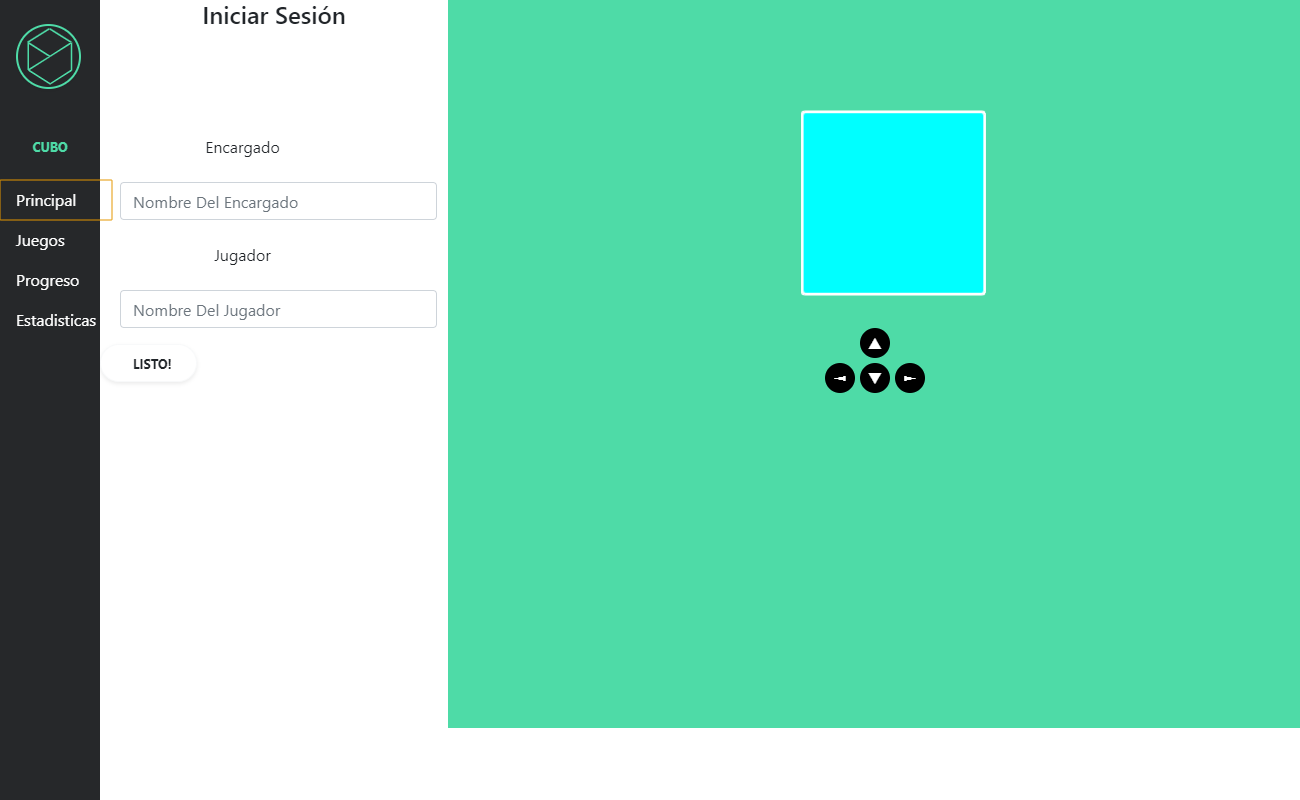 CUBO
Principal
Juegos
Progreso
Estadisticas
Iniciar Sesión
Encargado
Nombre Del Encargado
Jugador
Nombre Del Jugador
LISTO!